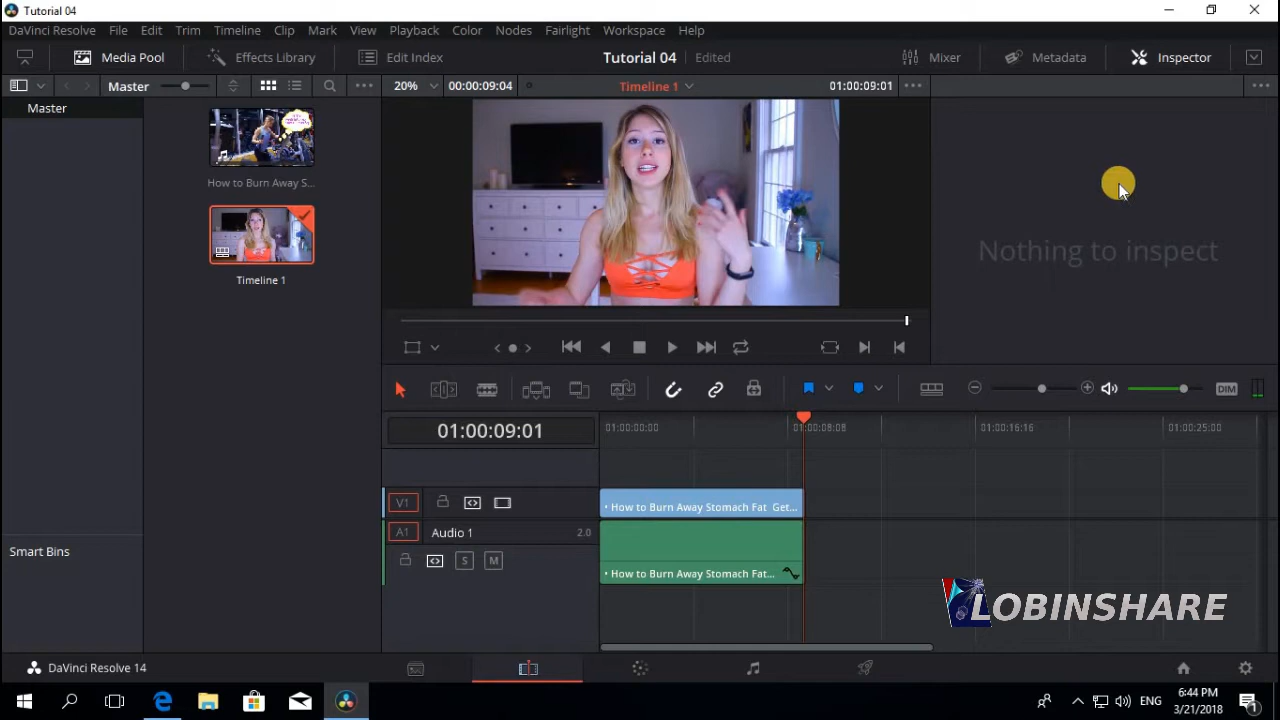 Tutorial 04
DaVinci Resolve File Edit Trim Timeline Clip Mark View Playback Color Nodes Fairlight Workspace Help
Media Pool Effects Library Edit Index Tutorial 04 Edited Mixer Metadata Inspector
Master 20% 00:00:09:04 Timeline 1 01:00:09:01
Master
How to Burn Away S...
Timeline 1
Nothing to inspect
DIM
01:00:09:01 01:00:00:00 01:00:08:08 01:00:16:16 01:00:25:00
V1 • How to Burn Away Stomach Fat Get...
A1 Audio 1 2.0
S M • How to Burn Away Stomach Fat...
Smart Bins
LOBINSHARE
DaVinci Resolve 14
ENG 6:44 PM
3/21/2018
1